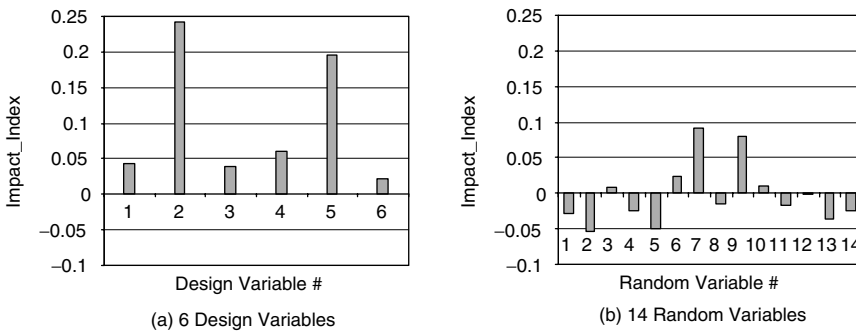 0.25
0.2
0.15
0.1
0.05
0
−0.05
−0.1
Impact_Index
1 2 3 4 5 6
Design Variable #
(a) 6 Design Variables
0.25
0.2
0.15
0.1
0.05
0
−0.05
−0.1
Impact_Index
1 2 3 4 5 6 7 8 9 10 11 12 13 14
Random Variable #
(b) 14 Random Variables